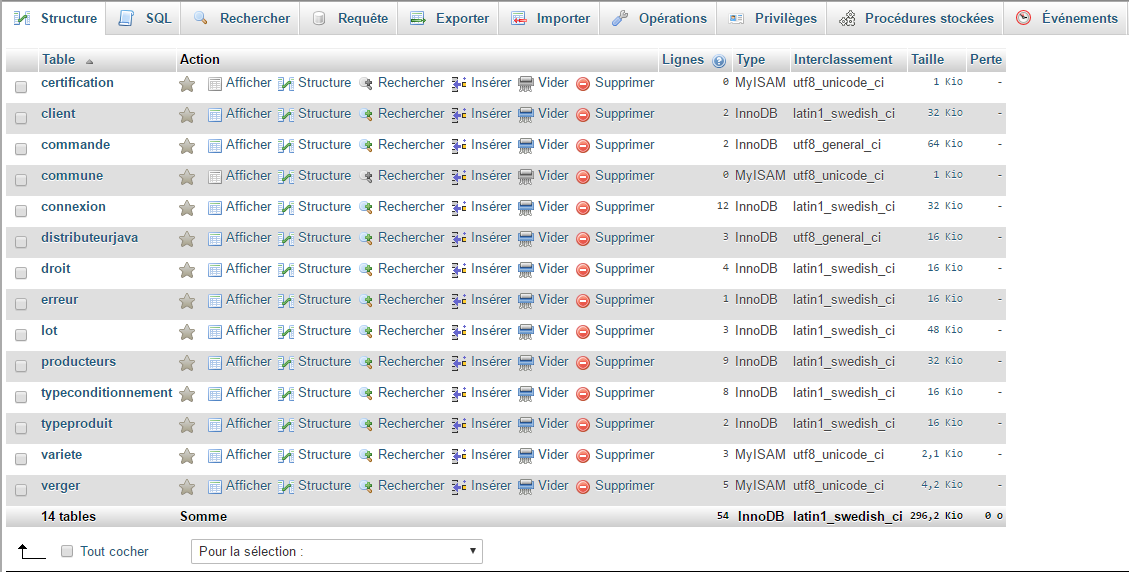 Structure SQL Rechercher Requête Exporter Importer Opérations Privilèges Procédures stockées Événements
Table Action Lignes Type Interclassement Taille Perte
certification Afficher Structure Rechercher Insérer Vider Supprimer 0 MyISAM utf8_unicode_ci 1 Kio -
client Afficher Structure Rechercher Insérer Vider Supprimer 2 InnoDB latin1_swedish_ci 32 Kio -
commande Afficher Structure Rechercher Insérer Vider Supprimer 2 InnoDB utf8_general_ci 64 Kio -
commune Afficher Structure Rechercher Insérer Vider Supprimer 0 MyISAM utf8_unicode_ci 1 Kio -
connexion Afficher Structure Rechercher Insérer Vider Supprimer 12 InnoDB latin1_swedish_ci 32 Kio -
distributeurjava Afficher Structure Rechercher Insérer Vider Supprimer 3 InnoDB utf8_general_ci 16 Kio -
droit Afficher Structure Rechercher Insérer Vider Supprimer 4 InnoDB latin1_swedish_ci 16 Kio -
erreur Afficher Structure Rechercher Insérer Vider Supprimer 1 InnoDB latin1_swedish_ci 16 Kio -
lot Afficher Structure Rechercher Insérer Vider Supprimer 3 InnoDB latin1_swedish_ci 48 Kio -
producteurs Afficher Structure Rechercher Insérer Vider Supprimer 9 InnoDB latin1_swedish_ci 32 Kio -
typeconditionnement Afficher Structure Rechercher Insérer Vider Supprimer 8 InnoDB latin1_swedish_ci 16 Kio -
typeproduit Afficher Structure Rechercher Insérer Vider Supprimer 2 InnoDB latin1_swedish_ci 16 Kio -
variete Afficher Structure Rechercher Insérer Vider Supprimer 3 MyISAM utf8_unicode_ci 2,1 Kio -
verger Afficher Structure Rechercher Insérer Vider Supprimer 5 MyISAM utf8_unicode_ci 4,2 Kio -
14 tables Somme 54 InnoDB latin1_swedish_ci 296,2 Kio 0 o
Tout cocher Pour la sélection :